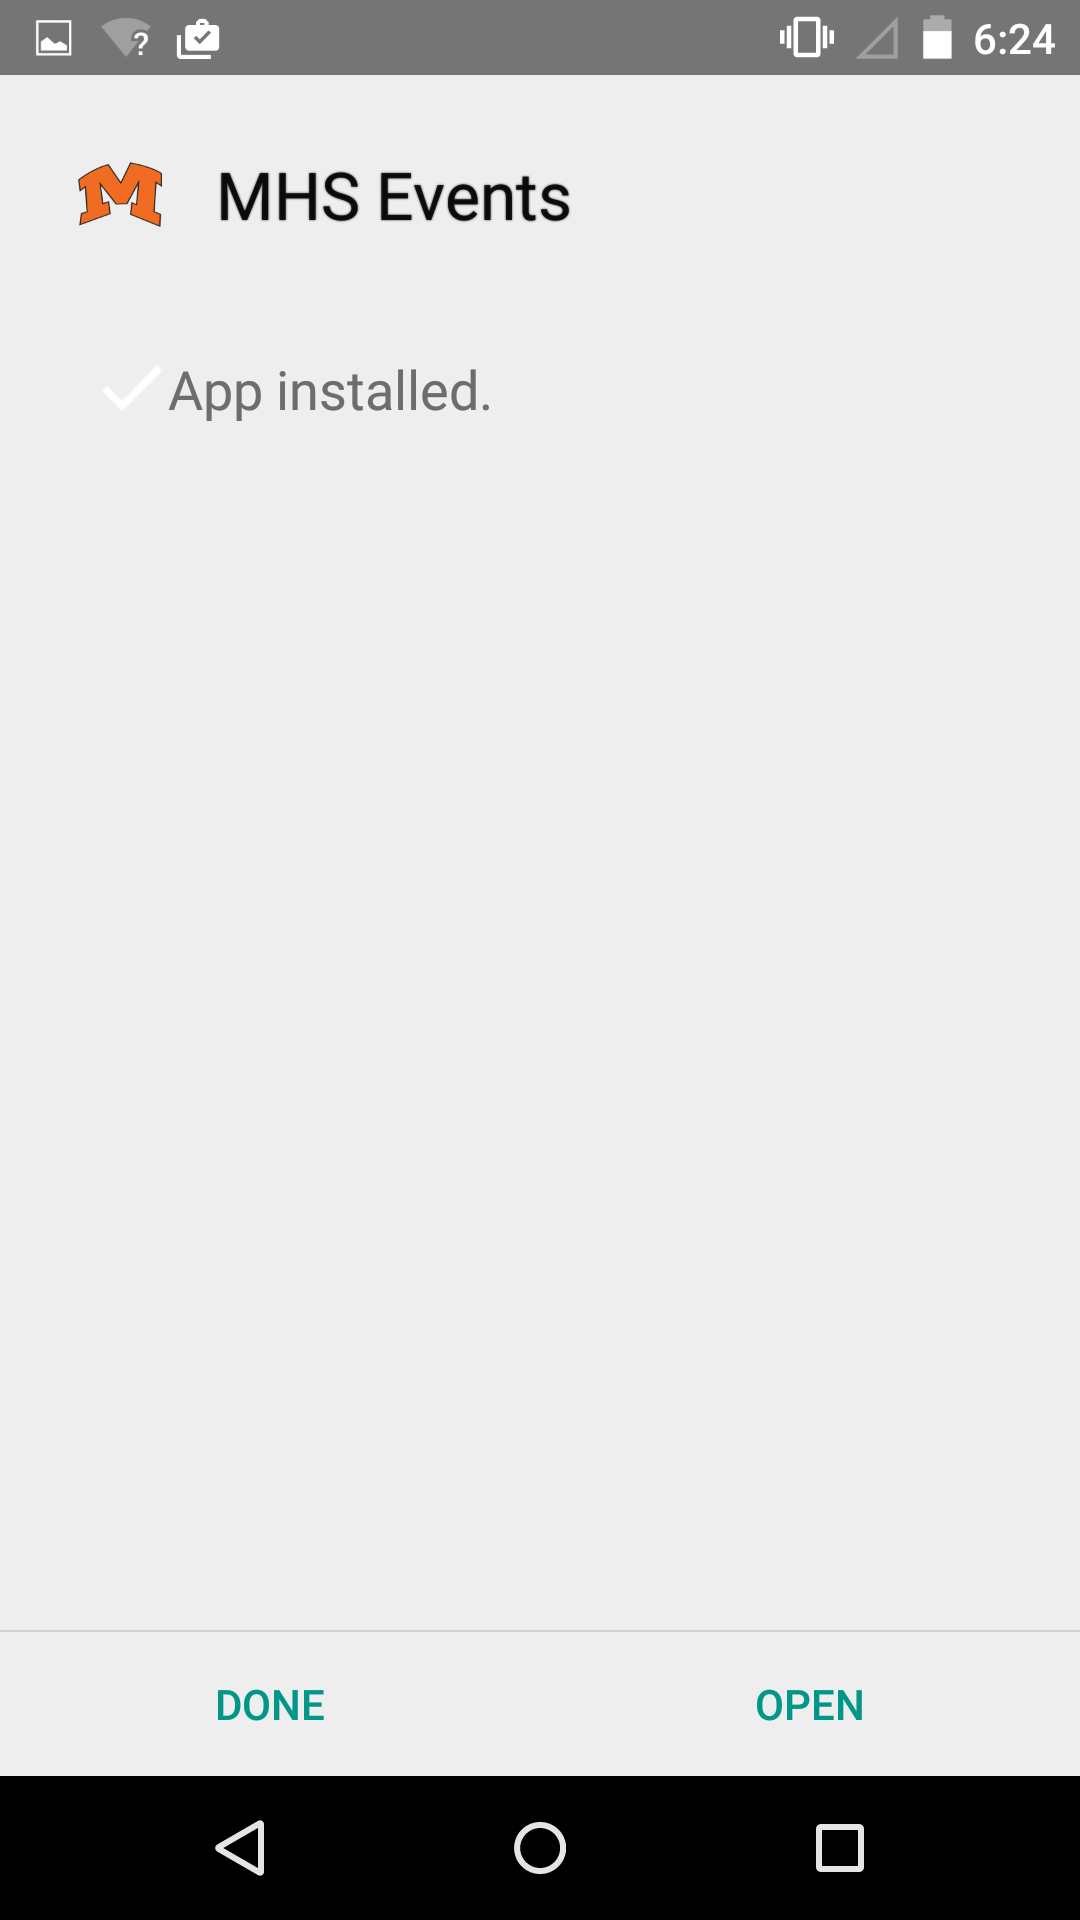 6:24
MHS Events
App installed.
DONE
OPEN